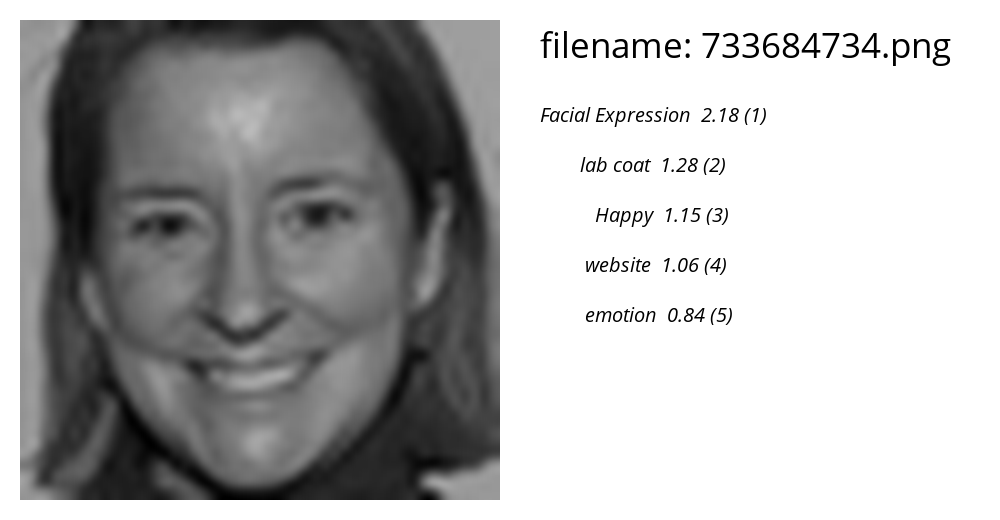 filename: 733684734.png
Facial Expression 2.18 (1)
lab coat 1.28 (2)
Happy 1.15 (3)
website 1.06 (4)
emotion 0.84 (5)